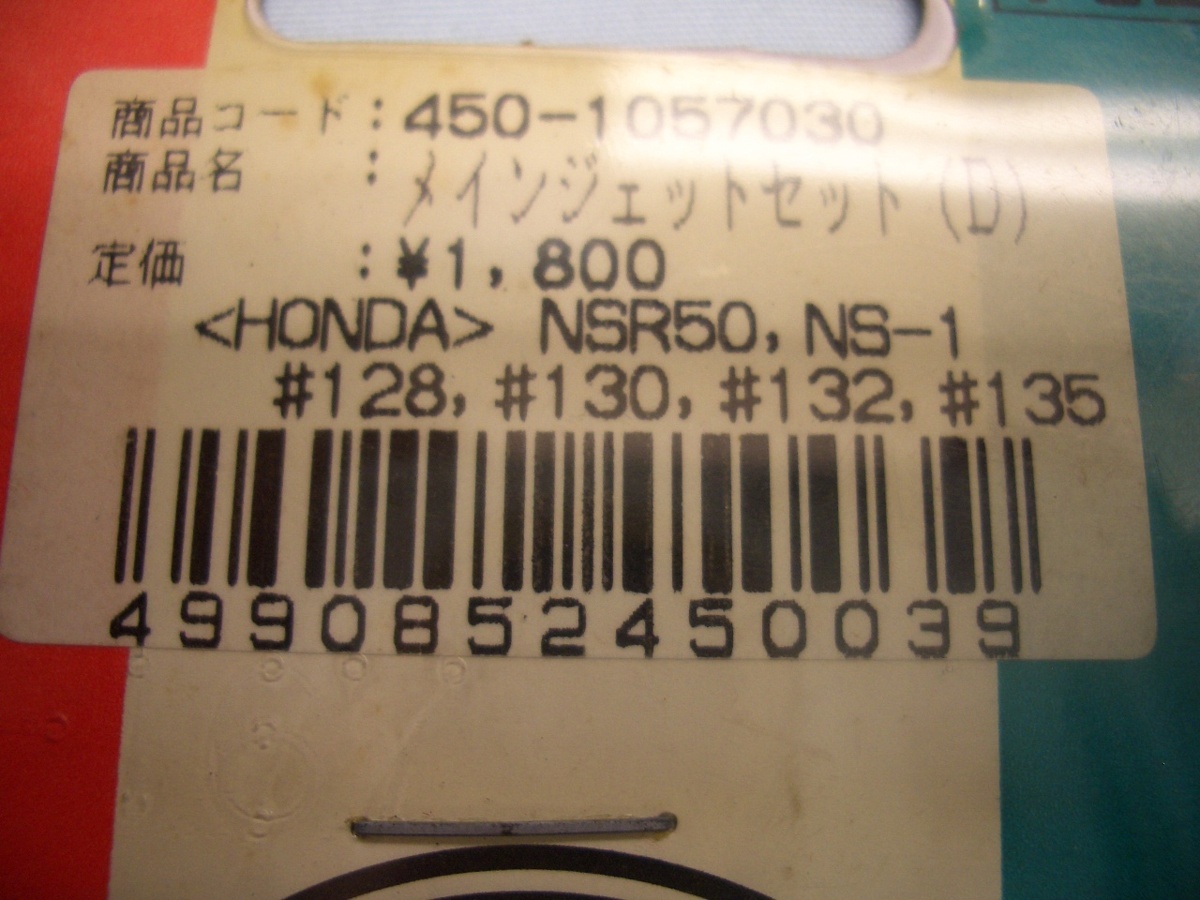 商品コード：450-1057030
商品名　　：メインジェットセット (D)
定価　　　：¥1,800
<HONDA> NSR50, NS-1
#128, #130, #132, #135
4990852450039